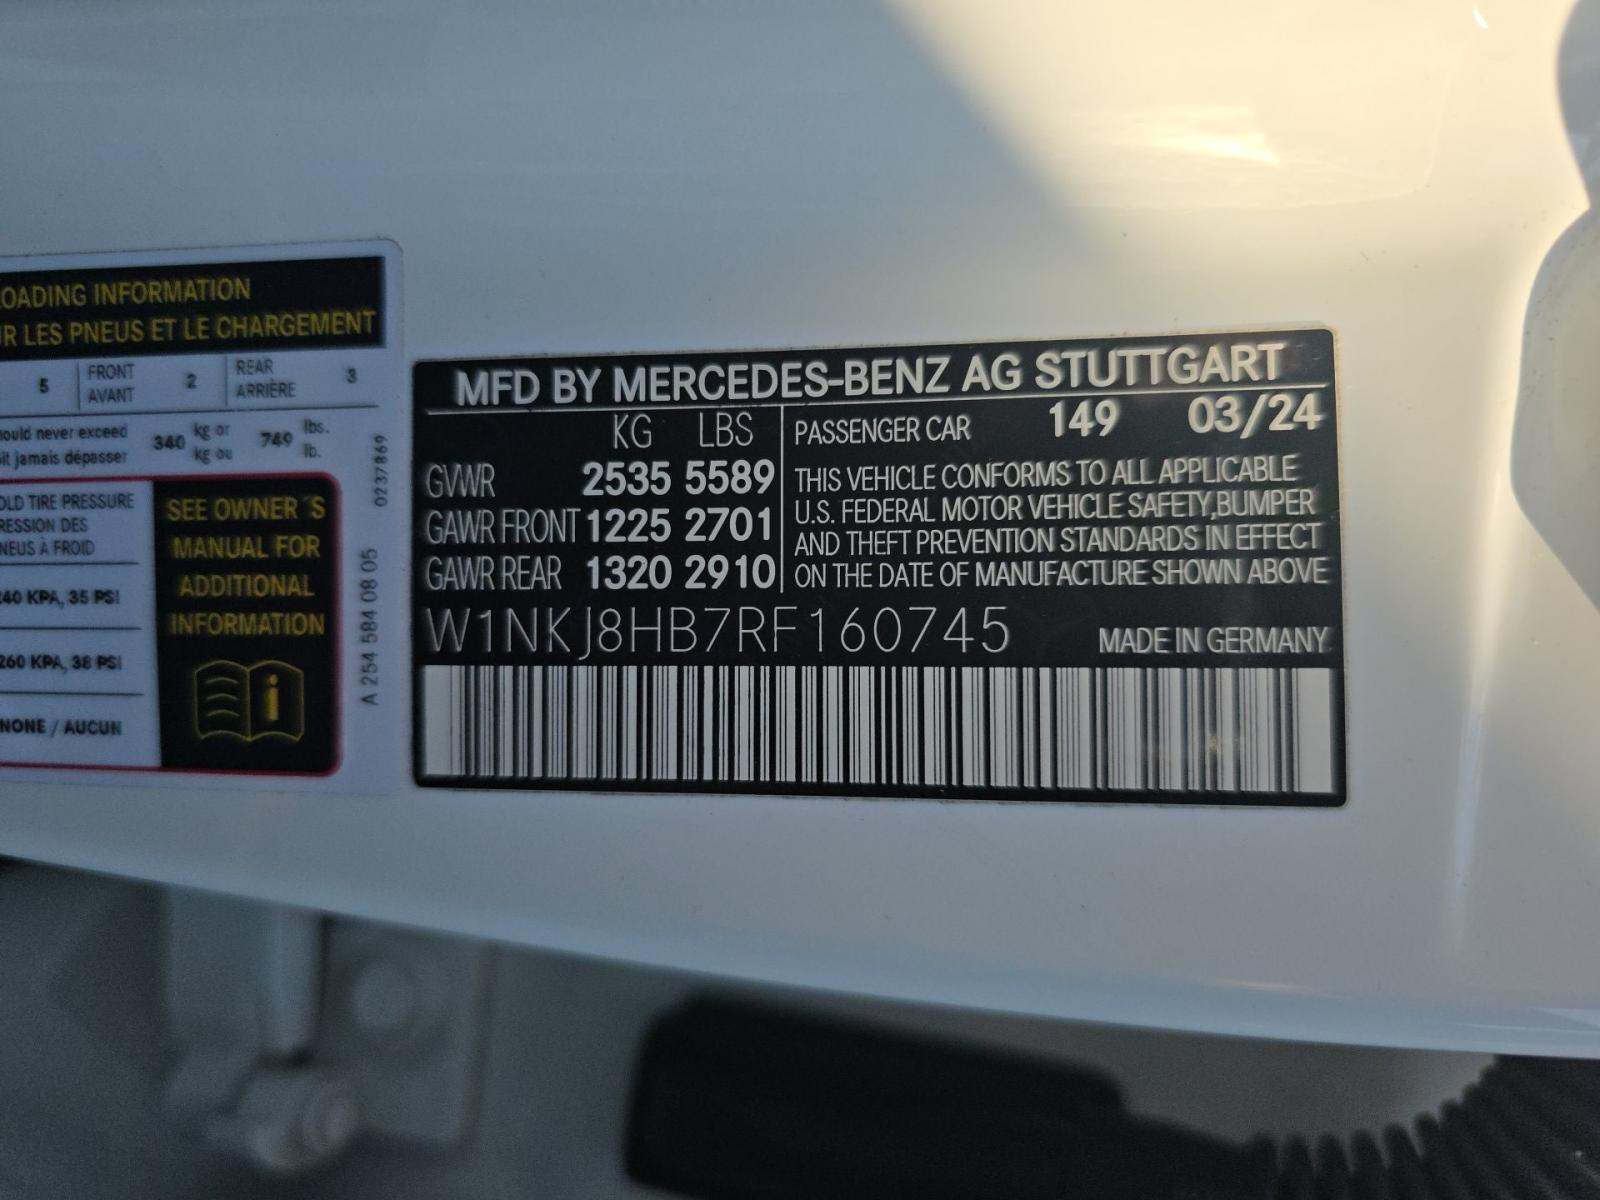 OADING INFORMATION
R LES PNEUS ET LE CHARGEMENT
5 FRONT AVANT 2 REAR ARRIÈRE 3
ould never exceed 340 kg or 749 lbs.
it jamais dépasser kg ou lb.
0237869
OLD TIRE PRESSURE
RESSION DES
NEUS À FROID
240 KPA, 35 PSI
260 KPA, 38 PSI
NONE / AUCUN
SEE OWNER´S
MANUAL FOR
ADDITIONAL
INFORMATION
i
A 254 584 08 05
MFD BY MERCEDES-BENZ AG STUTTGART
KG LBS
GVWR 2535 5589
GAWR FRONT 1225 2701
GAWR REAR 1320 2910
PASSENGER CAR 149 03/24
THIS VEHICLE CONFORMS TO ALL APPLICABLE
U.S. FEDERAL MOTOR VEHICLE SAFETY,BUMPER
AND THEFT PREVENTION STANDARDS IN EFFECT
ON THE DATE OF MANUFACTURE SHOWN ABOVE
W1NKJ8HB7RF160745
MADE IN GERMANY